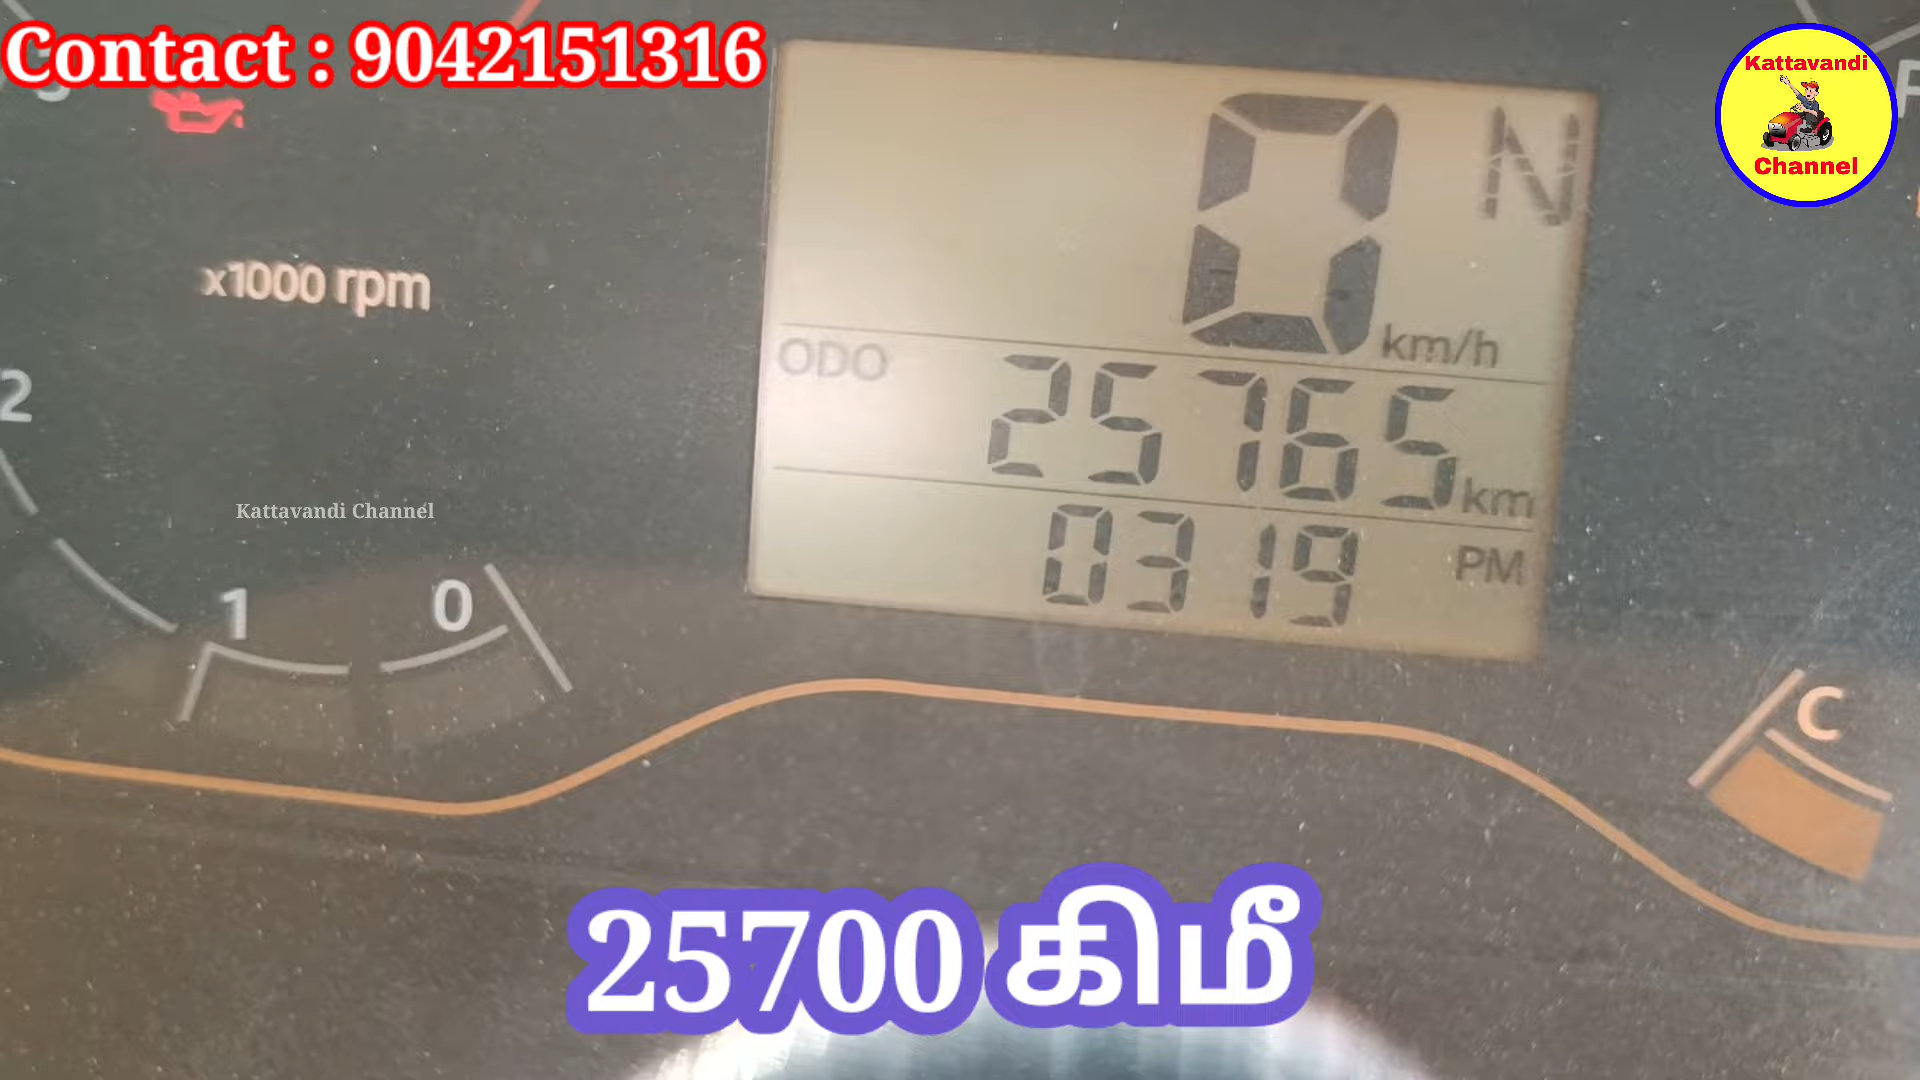 Contact : 9042151316
Kattavandi
Channel
N
0
km/h
x1000 rpm
ODO
25765 km
2
Kattavandi Channel
0319 PM
1
0
C
25700 கிமீ